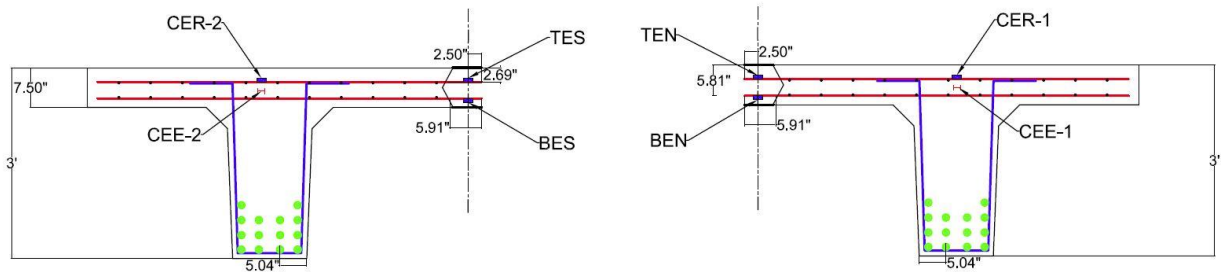 CER-2
TES
2.50"
2.69"
7.50"
CEE-2
5.91"
BES
3'
5.04"
TEN
CER-1
2.50"
5.81"
5.91"
CEE-1
BEN
3'
5.04"